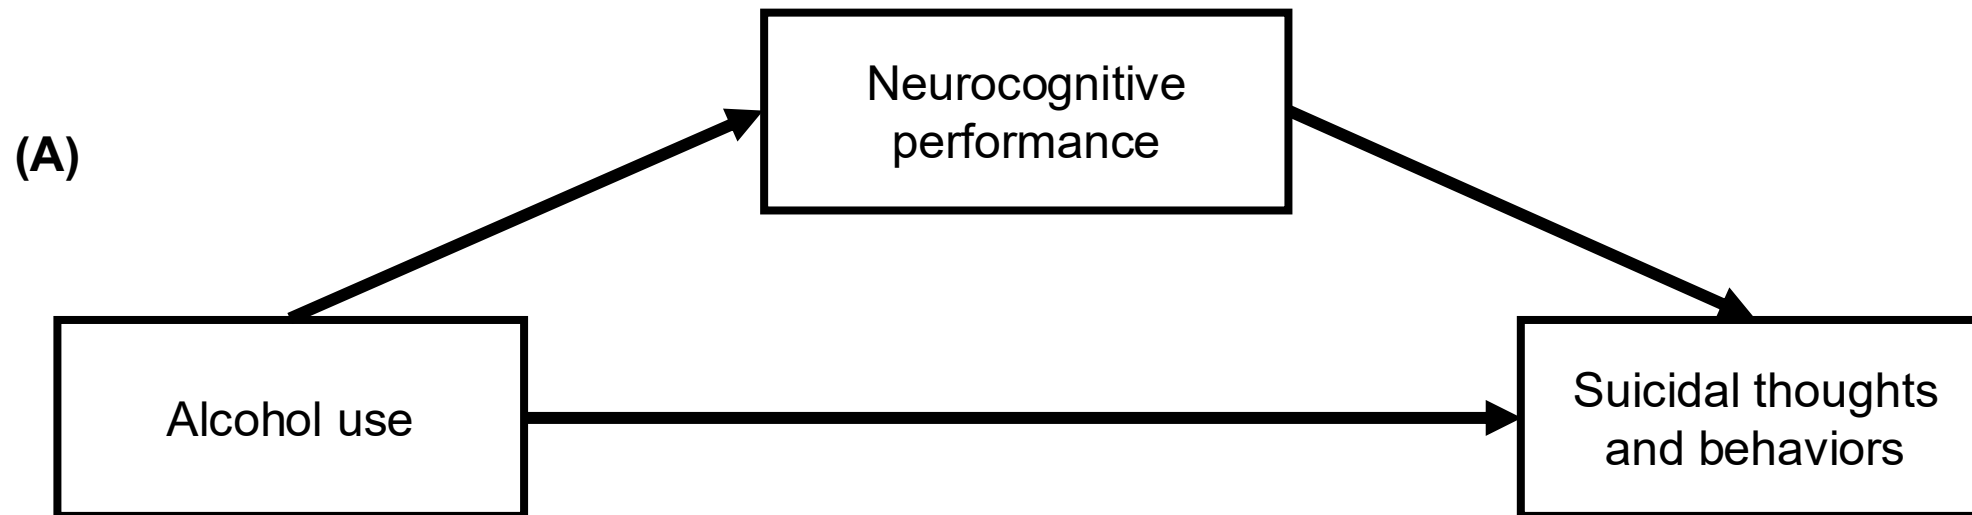 (A)
Neurocognitive
performance
Alcohol use
Suicidal thoughts
and behaviors